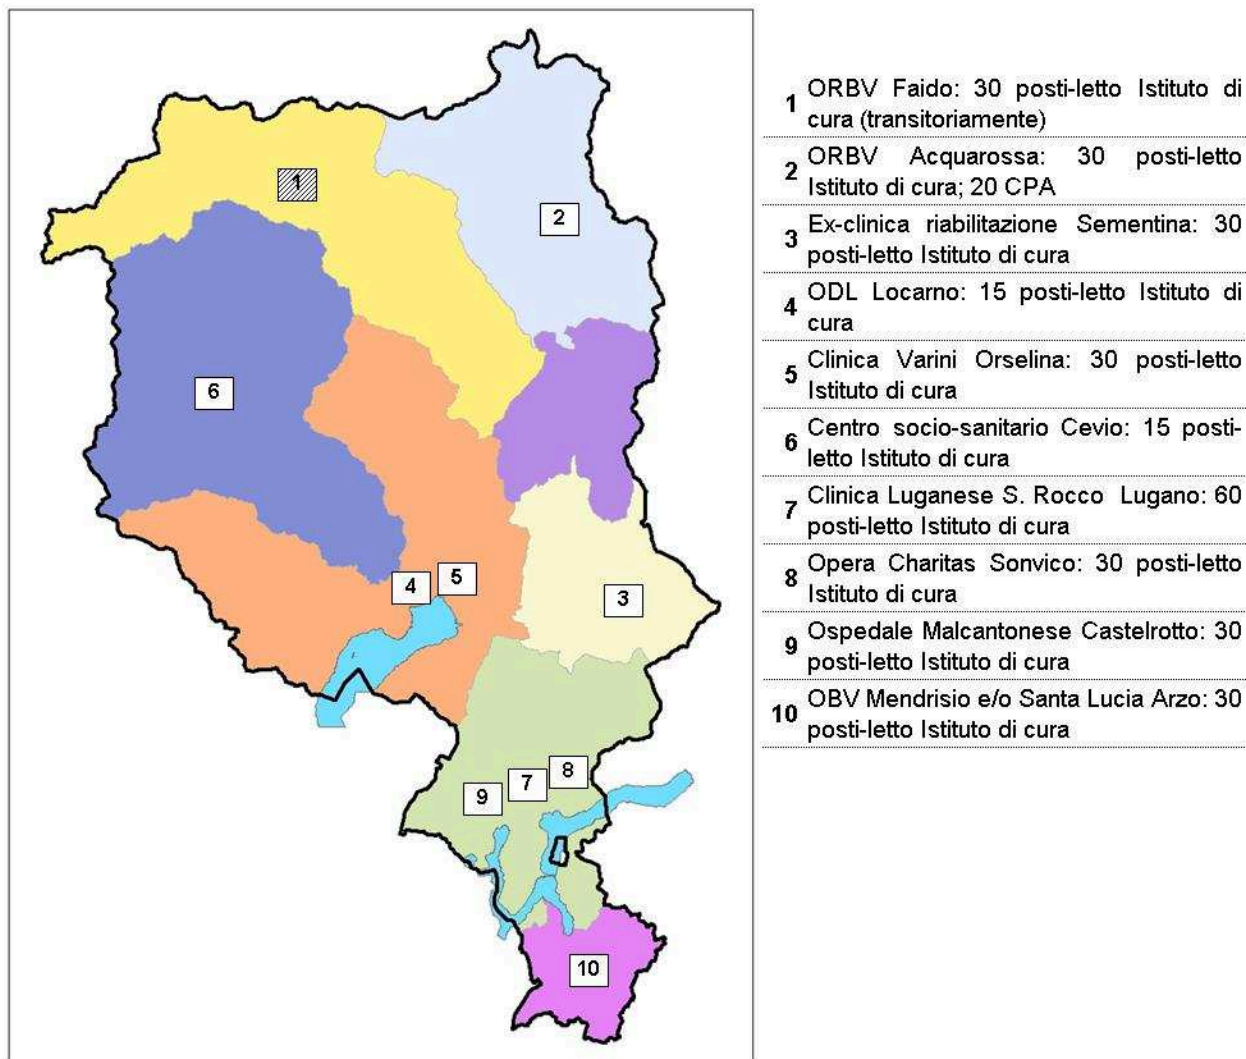 1
2
6
4
5
3
9
7
8
10
1 ORBV Faido: 30 posti-letto Istituto di
cura (transitoriamente)
2 ORBV Acquarossa: 30 posti-letto
Istituto di cura; 20 CPA
3 Ex-clinica riabilitazione Sementina: 30
posti-letto Istituto di cura
4 ODL Locarno: 15 posti-letto Istituto di
cura
5 Clinica Varini Orselina: 30 posti-letto
Istituto di cura
6 Centro socio-sanitario Cevio: 15 posti-
letto Istituto di cura
7 Clinica Luganese S. Rocco Lugano: 60
posti-letto Istituto di cura
8 Opera Charitas Sonvico: 30 posti-letto
Istituto di cura
9 Ospedale Malcantonese Castelrotto: 30
posti-letto Istituto di cura
10 OBV Mendrisio e/o Santa Lucia Arzo: 30
posti-letto Istituto di cura